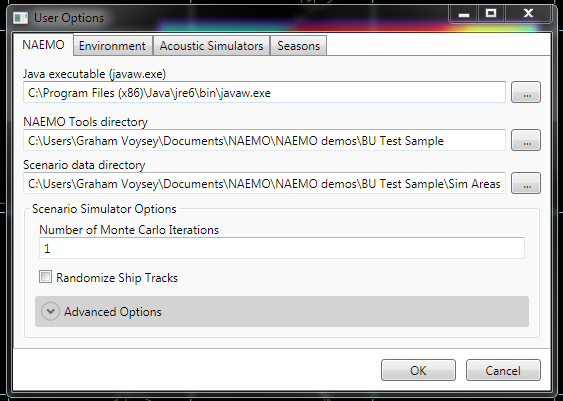 User Options
NAEMO Environment Acoustic Simulators Seasons
Java executable (javaw.exe)
C:\Program Files (x86)\Java\jre6\bin\javaw.exe
...
NAEMO Tools directory
C:\Users\Graham Voysey\Documents\NAEMO\NAEMO demos\BU Test Sample
...
Scenario data directory
C:\Users\Graham Voysey\Documents\NAEMO\NAEMO demos\BU Test Sample\Sim Areas
...
Scenario Simulator Options
Number of Monte Carlo Iterations
1
Randomize Ship Tracks
Advanced Options
OK Cancel